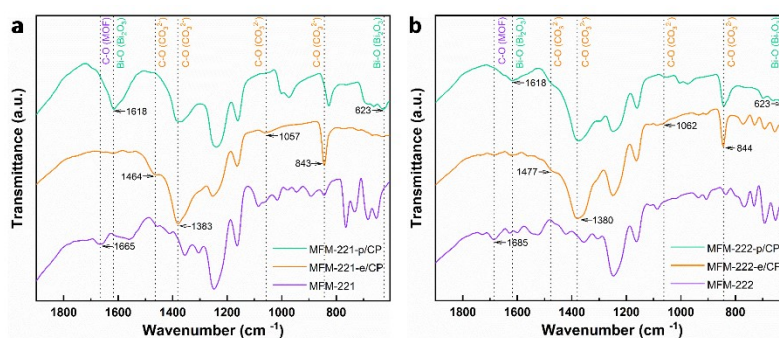 a
C-O (MOF)
Bi-O (Bi₂O₃)
C-O (CO₃²⁻)
C-O (CO₃²⁻)
C-O (CO₃²⁻)
C-O (CO₃²⁻)
Bi-O (Bi₂O₃)
1618
623
1057
843
1464
1383
1665
MFM-221-p/CP
MFM-221-e/CP
MFM-221
Transmittance (a.u.)
1800 1600 1400 1200 1000 800
Wavenumber (cm ⁻¹)
b
C-O (MOF)
Bi-O (Bi₂O₃)
C-O (CO₃²⁻)
C-O (CO₃²⁻)
C-O (CO₃²⁻)
C-O (CO₃²⁻)
Bi-O (Bi₂O₃)
1618
623
1062
844
1477
1380
1685
MFM-222-p/CP
MFM-222-e/CP
MFM-222
Transmittance (a.u.)
1800 1600 1400 1200 1000 800
Wavenumber (cm ⁻¹)